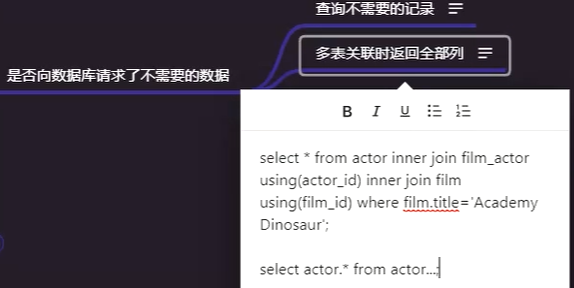 查询不需要的记录
多表关联时返回全部列
是否向数据库请求了不需要的数据
B I U
select * from actor inner join film_actor
using(actor_id) inner join film
using(film_id) where film.title='Academy
Dinosaur';
select actor.* from actor...;